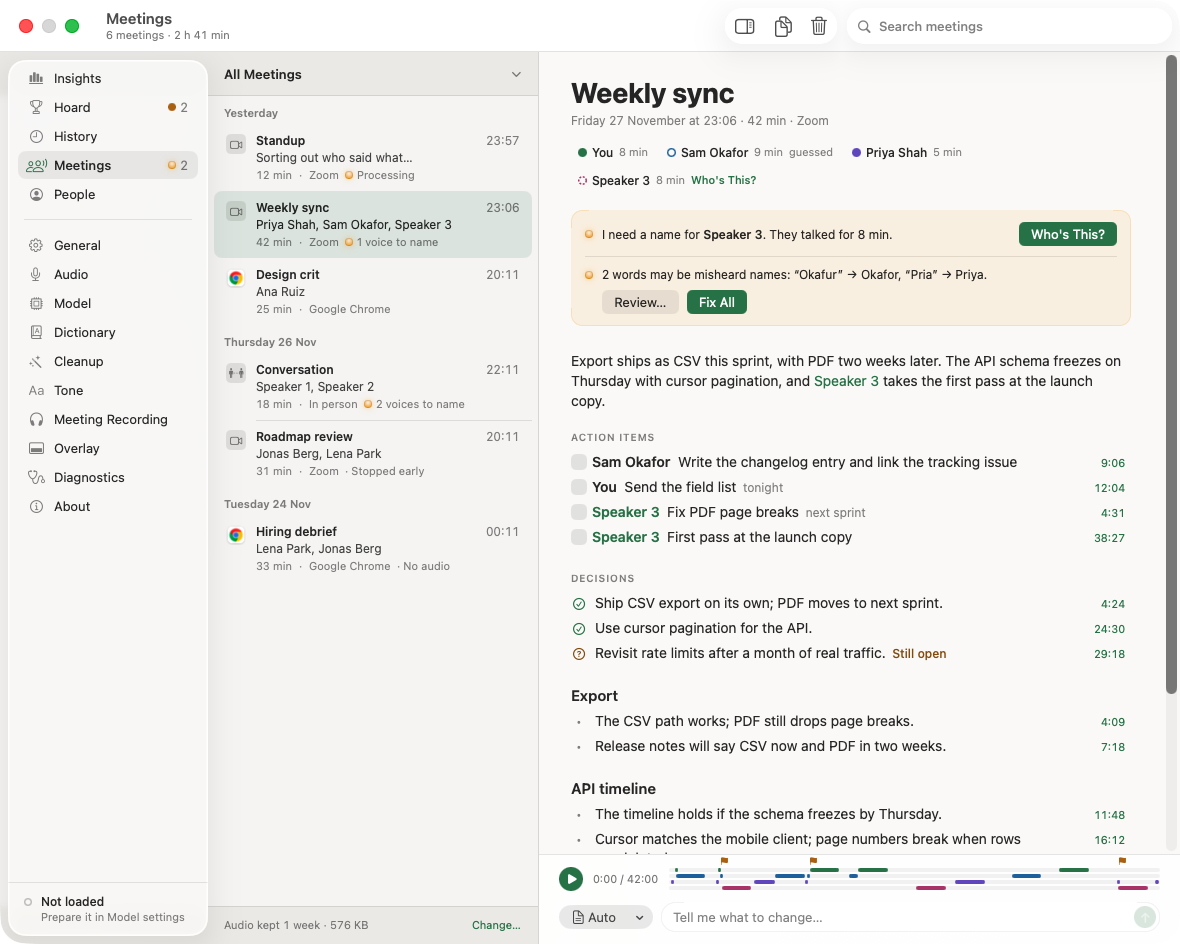 Meetings
6 meetings · 2 h 41 min
Search meetings
Insights
Hoard 2
History
Meetings 2
People
General
Audio
Model
Dictionary
Cleanup
Aa Tone
Meeting Recording
Overlay
Diagnostics
About
Not loaded
Prepare it in Model settings
All Meetings
Yesterday
Standup 23:57
Sorting out who said what…
12 min · Zoom Processing
Weekly sync 23:06
Priya Shah, Sam Okafor, Speaker 3
42 min · Zoom 1 voice to name
Design crit 20:11
Ana Ruiz
25 min · Google Chrome
Thursday 26 Nov
Conversation 22:11
Speaker 1, Speaker 2
18 min · In person 2 voices to name
Roadmap review 20:11
Jonas Berg, Lena Park
31 min · Zoom · Stopped early
Tuesday 24 Nov
Hiring debrief 00:11
Lena Park, Jonas Berg
33 min · Google Chrome · No audio
Audio kept 1 week · 576 KB Change…
Weekly sync
Friday 27 November at 23:06 · 42 min · Zoom
You 8 min Sam Okafor 9 min guessed Priya Shah 5 min
Speaker 3 8 min Who's This?
I need a name for Speaker 3. They talked for 8 min. Who's This?
2 words may be misheard names: “Okafur” → Okafor, “Pria” → Priya.
Review… Fix All
Export ships as CSV this sprint, with PDF two weeks later. The API schema freezes on
Thursday with cursor pagination, and Speaker 3 takes the first pass at the launch
copy.
ACTION ITEMS
Sam Okafor Write the changelog entry and link the tracking issue 9:06
You Send the field list tonight 12:04
Speaker 3 Fix PDF page breaks next sprint 4:31
Speaker 3 First pass at the launch copy 38:27
DECISIONS
Ship CSV export on its own; PDF moves to next sprint. 4:24
Use cursor pagination for the API. 24:30
Revisit rate limits after a month of real traffic. Still open 29:18
Export
· The CSV path works; PDF still drops page breaks. 4:09
· Release notes will say CSV now and PDF in two weeks. 7:18
API timeline
· The timeline holds if the schema freezes by Thursday. 11:48
· Cursor matches the mobile client; page numbers break when rows 16:12
0:00 / 42:00
Auto
Tell me what to change…